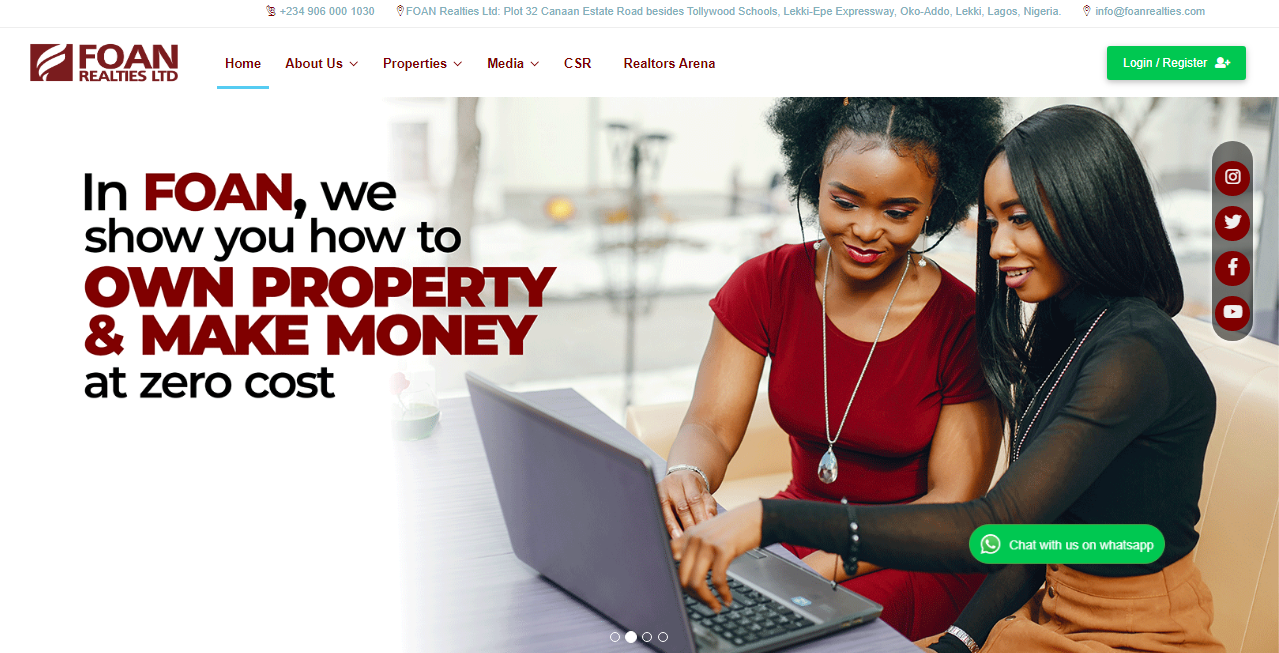 +234 906 000 1030
FOAN Realties Ltd: Plot 32 Canaan Estate Road besides Tollywood Schools, Lekki-Epe Expressway, Oko-Addo, Lekki, Lagos, Nigeria.
info@foanrealties.com
FOAN
REALTIES LTD
Home
About Us
Properties
Media
CSR
Realtors Arena
Login / Register
In FOAN, we
show you how to
OWN PROPERTY
& MAKE MONEY
at zero cost
Chat with us on whatsapp